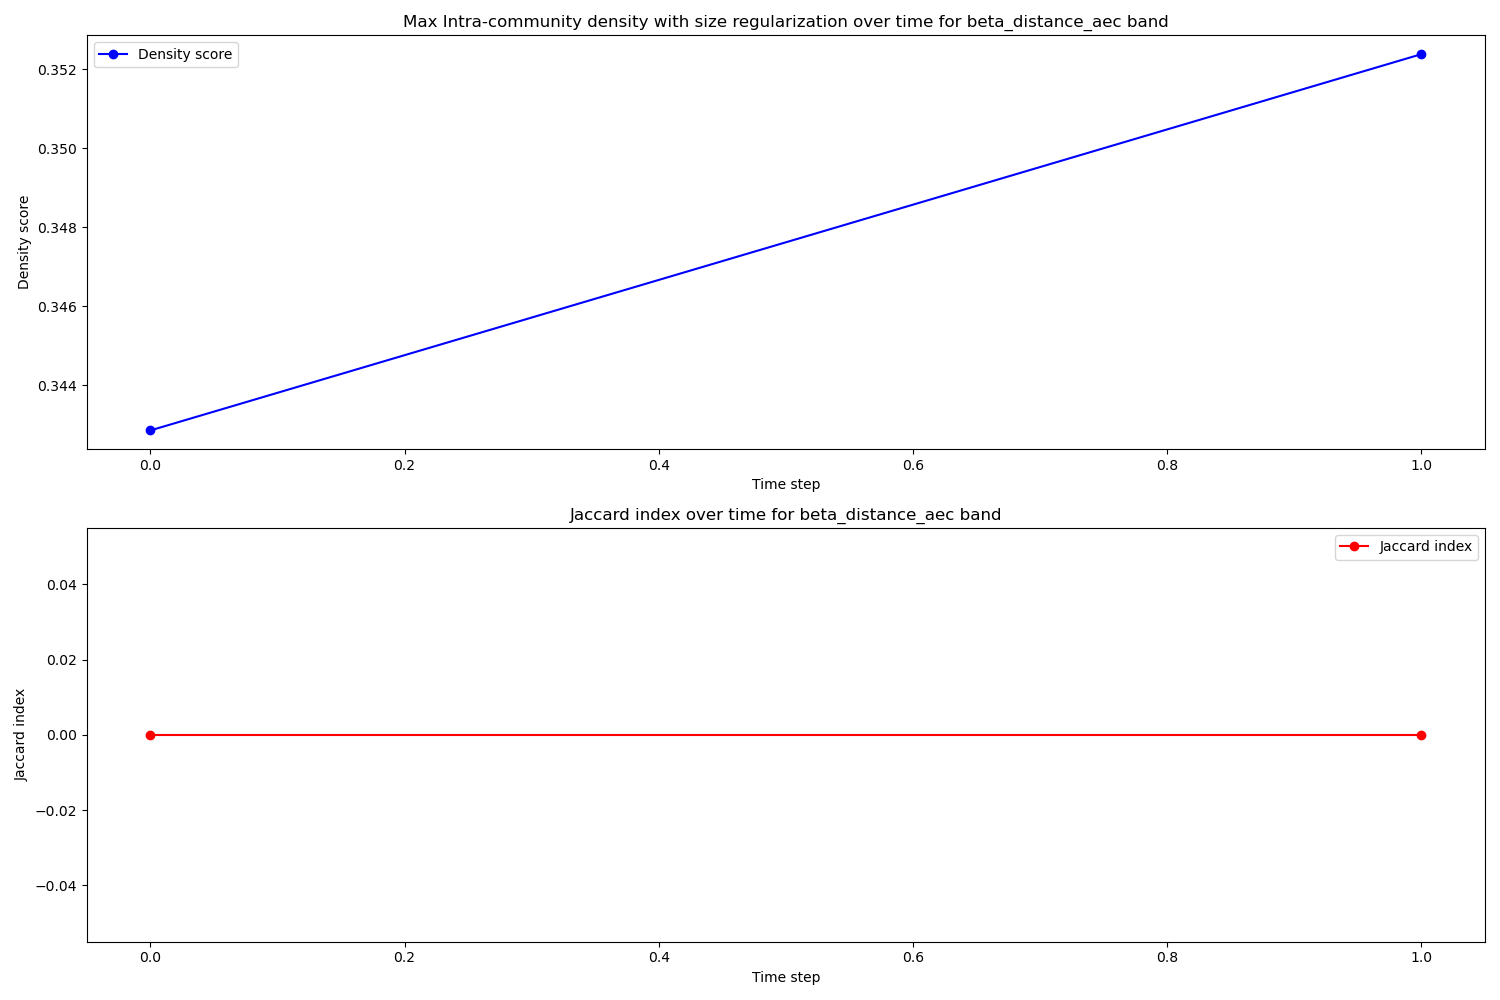 Max Intra-community density with size regularization over time for beta_distance_aec band
Density score
0.352
0.350
0.348
0.346
0.344
Density score
0.0
0.2
0.4
0.6
0.8
1.0
Time step
Jaccard index over time for beta_distance_aec band
Jaccard index
0.04
0.02
0.00
−0.02
−0.04
Jaccard index
0.0
0.2
0.4
0.6
0.8
1.0
Time step